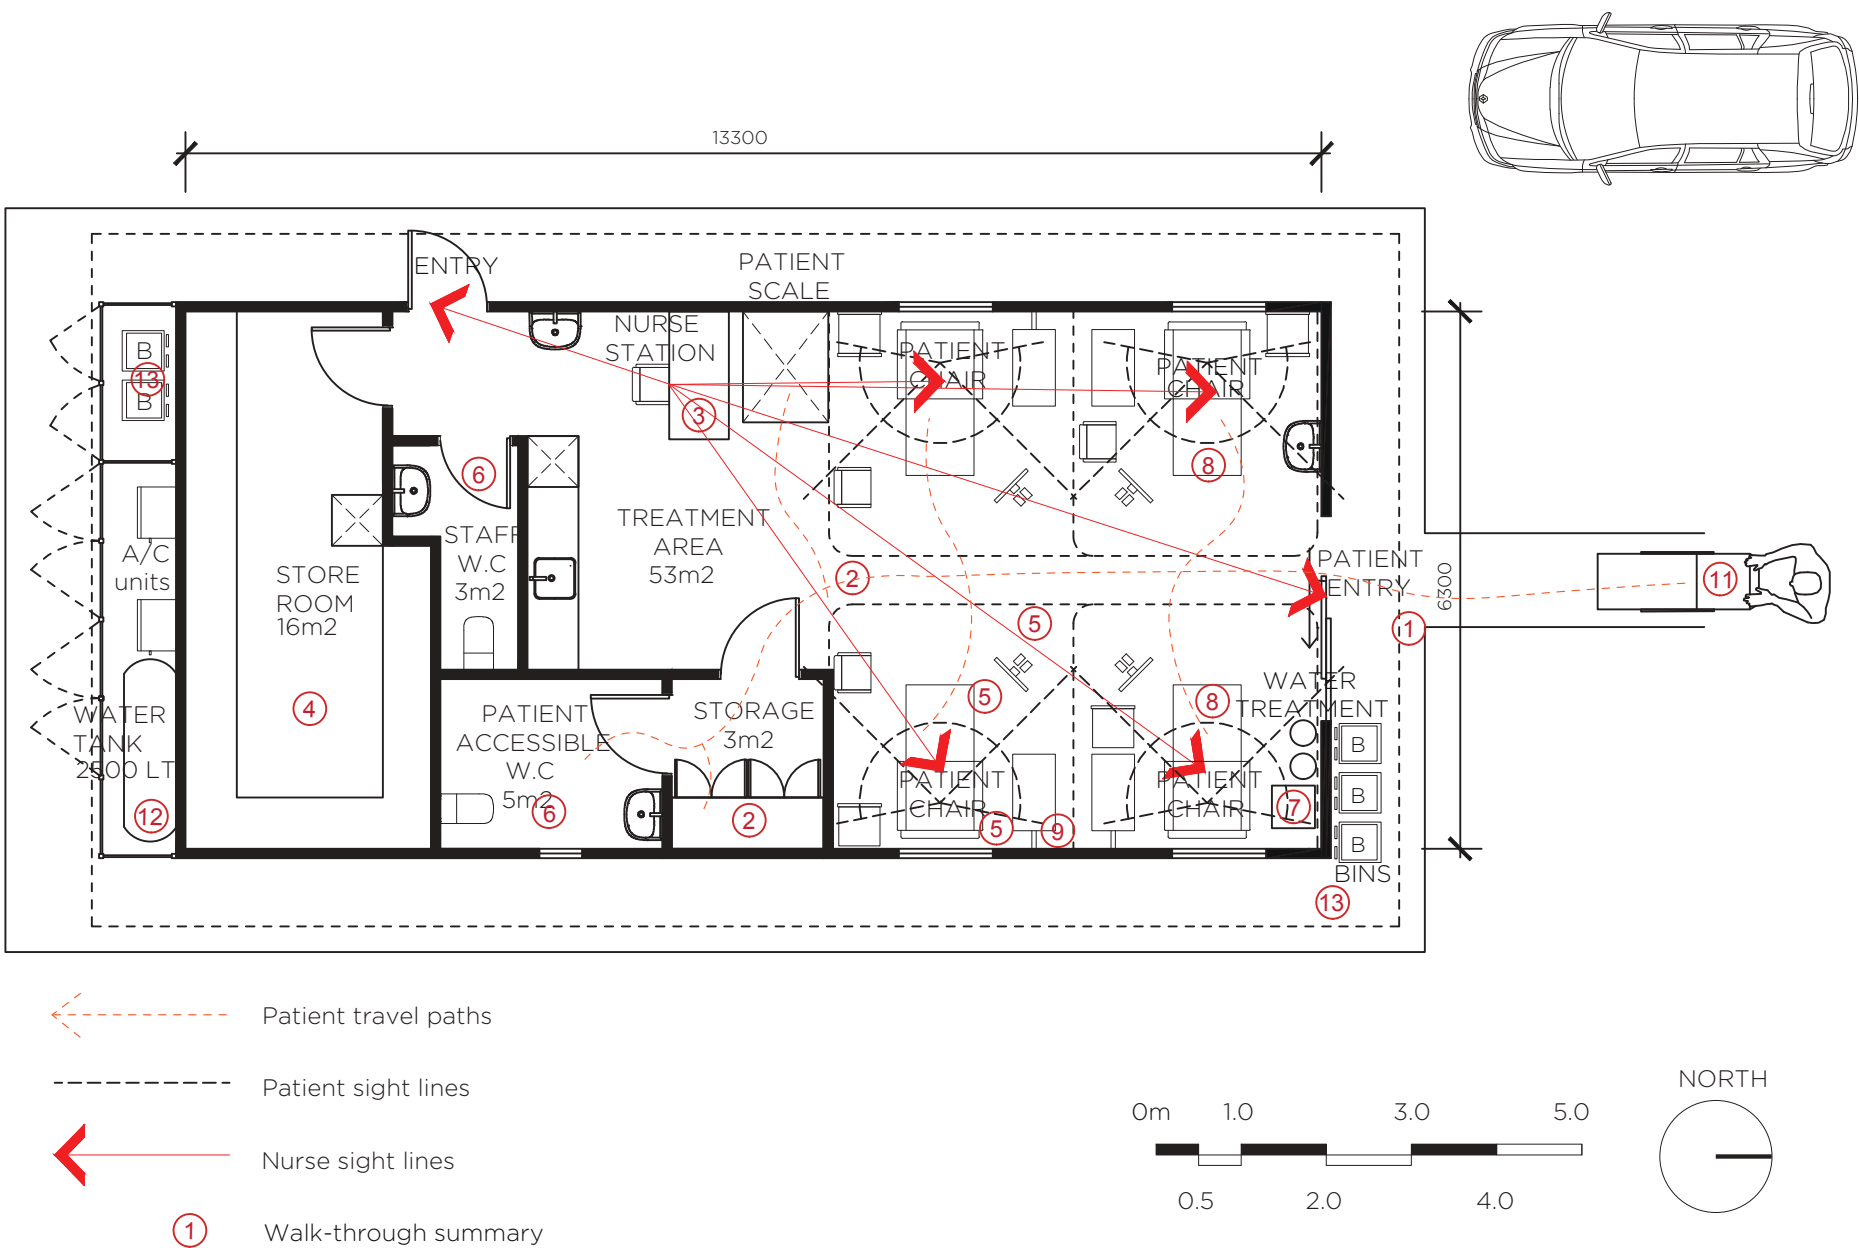 13300
ENTRY
PATIENT
SCALE
NURSE
STATION
B
13
B
PATIENT
CHAIR
PATIENT
CHAIR
3
6
8
A/C
units
STORE
ROOM
16m2
STAFF
W.C
3m2
TREATMENT
AREA
53m2
2
PATIENT
ENTRY
6300
11
5
1
4
WATER
TANK
2500 LT
12
PATIENT
ACCESSIBLE
W.C
5m2
6
STORAGE
3m2
2
5
8
WATER
TREATMENT
PATIENT
CHAIR
5
9
PATIENT
CHAIR
7
B
B
B
BINS
13
Patient travel paths
Patient sight lines
Nurse sight lines
1 Walk-through summary
0m 1.0 3.0 5.0
0.5 2.0 4.0
NORTH